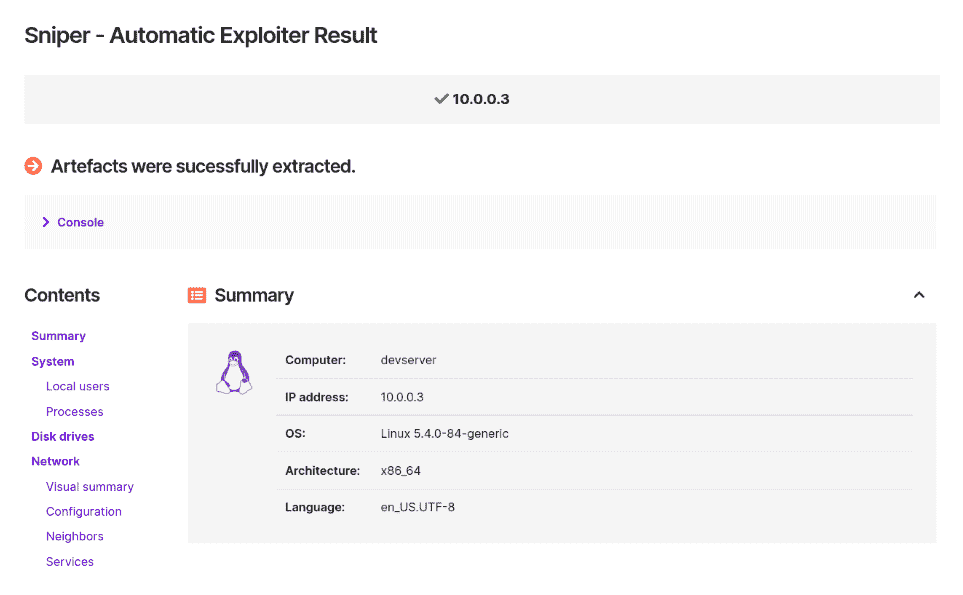 Sniper - Automatic Exploiter Result
10.0.0.3
Artefacts were sucessfully extracted.
Console
Contents
Summary
System
Local users
Processes
Disk drives
Network
Visual summary
Configuration
Neighbors
Services
Summary
Computer: devserver
IP address: 10.0.0.3
OS: Linux 5.4.0-84-generic
Architecture: x86_64
Language: en_US.UTF-8